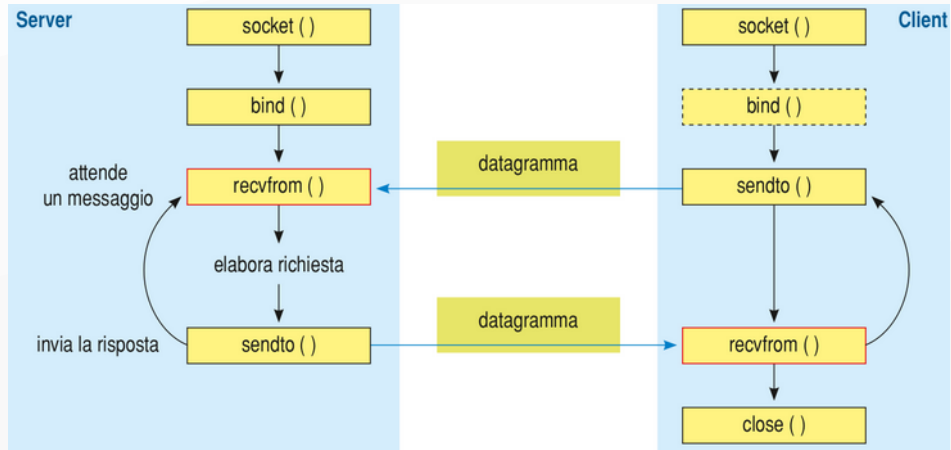 Server
socket ( )
bind ( )
attende
un messaggio
recvfrom ( )
elabora richiesta
invia la risposta
sendto ( )
datagramma
datagramma
Client
socket ( )
bind ( )
sendto ( )
recvfrom ( )
close ( )